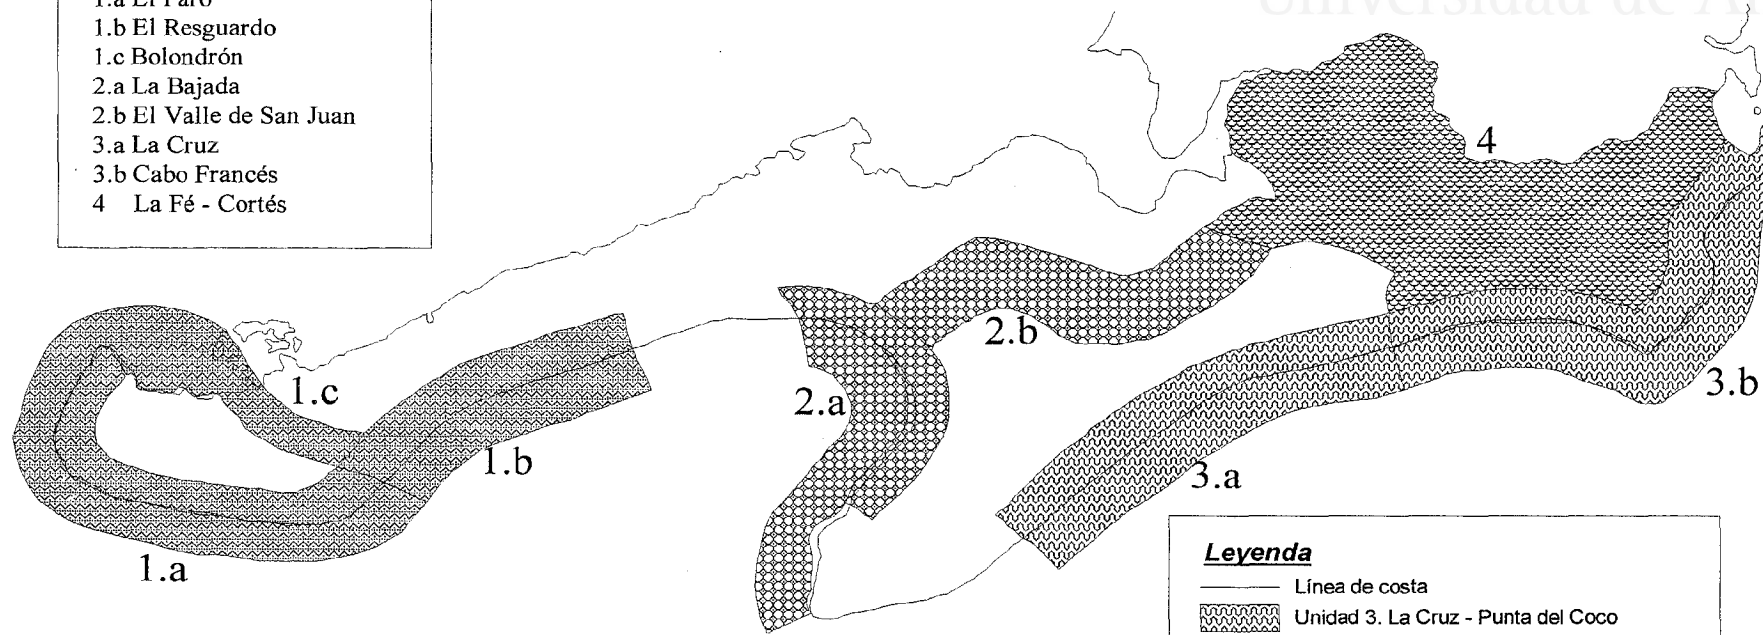 1.a El Faro
1.b El Resguardo
1.c Bolondrón
2.a La Bajada
2.b El Valle de San Juan
3.a La Cruz
3.b Cabo Francés
4 La Fé - Cortés
4
1.c
2.b
3.b
2.a
1.b
3.a
1.a
Leyenda
Línea de costa
Unidad 3. La Cruz - Punta del Coco